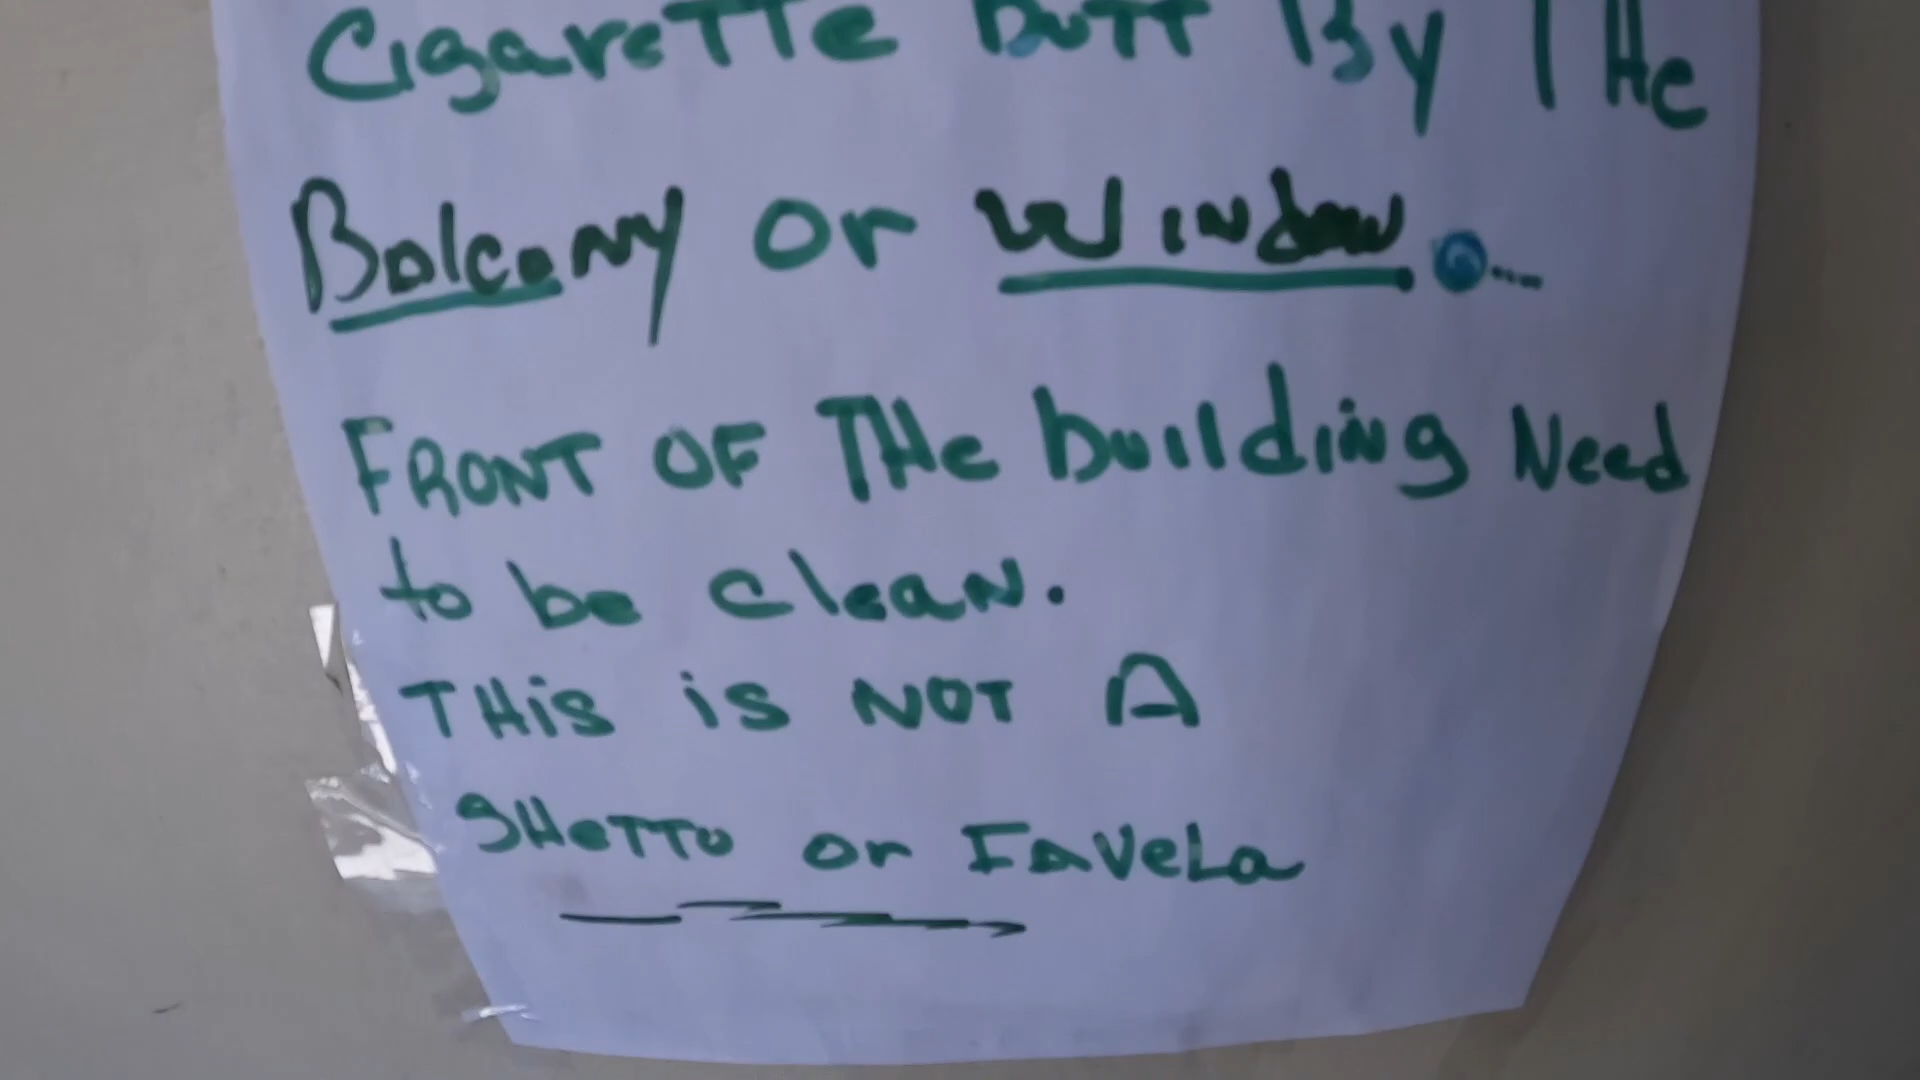 Cigarette Butt By THe
Balcony or Window....
FRONT OF THe building Need
to be clean.
THis is NOT A
gHeTTo or FaVeLa